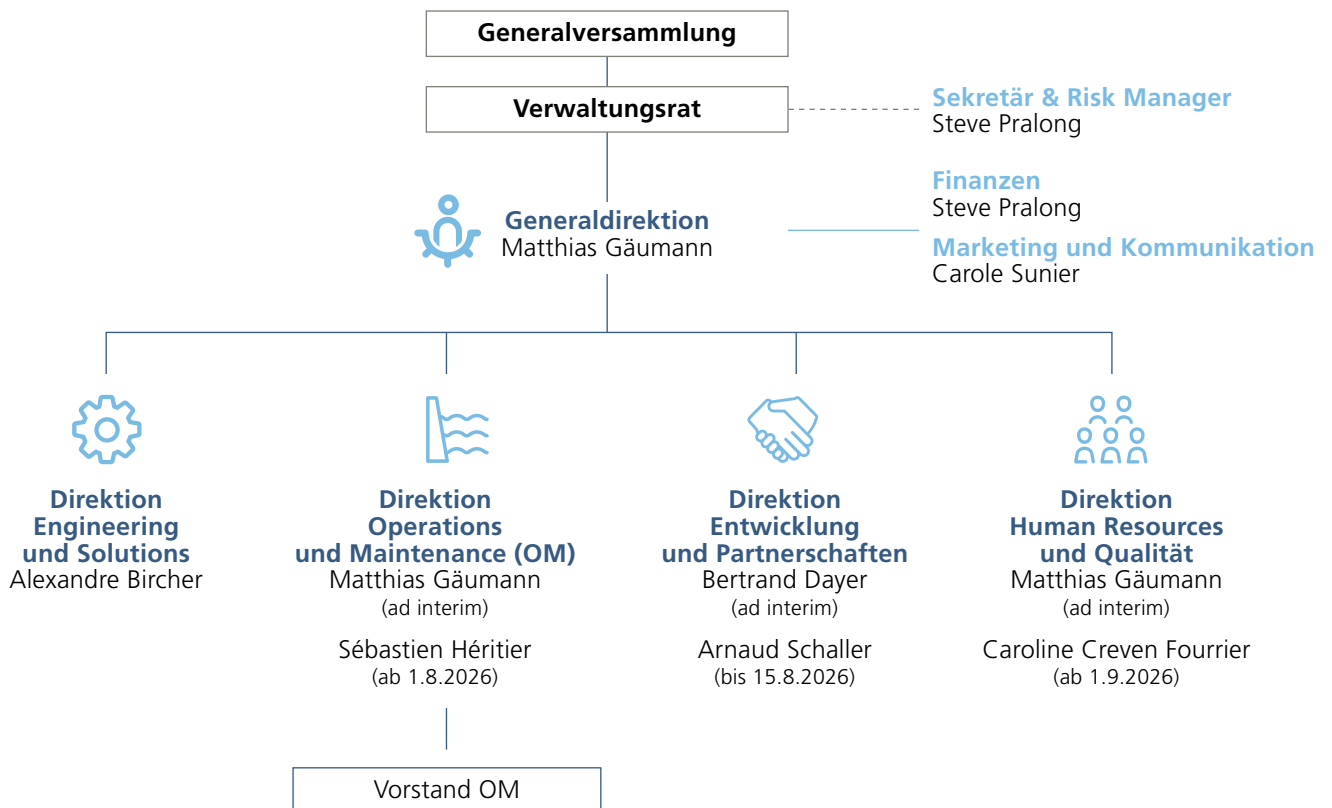 Generalversammlung
Verwaltungsrat
Sekretär & Risk Manager
Steve Pralong
Finanzen
Steve Pralong
Generaldirektion
Matthias Gäumann
Marketing und Kommunikation
Carole Sunier
Direktion
Engineering
und Solutions
Alexandre Bircher
Direktion
Operations
und Maintenance (OM)
Matthias Gäumann
(ad interim)
Sébastien Héritier
(ab 1.8.2026)
Direktion
Entwicklung
und Partnerschaften
Bertrand Dayer
(ad interim)
Arnaud Schaller
(bis 15.8.2026)
Direktion
Human Resources
und Qualität
Matthias Gäumann
(ad interim)
Caroline Creven Fourrier
(ab 1.9.2026)
Vorstand OM